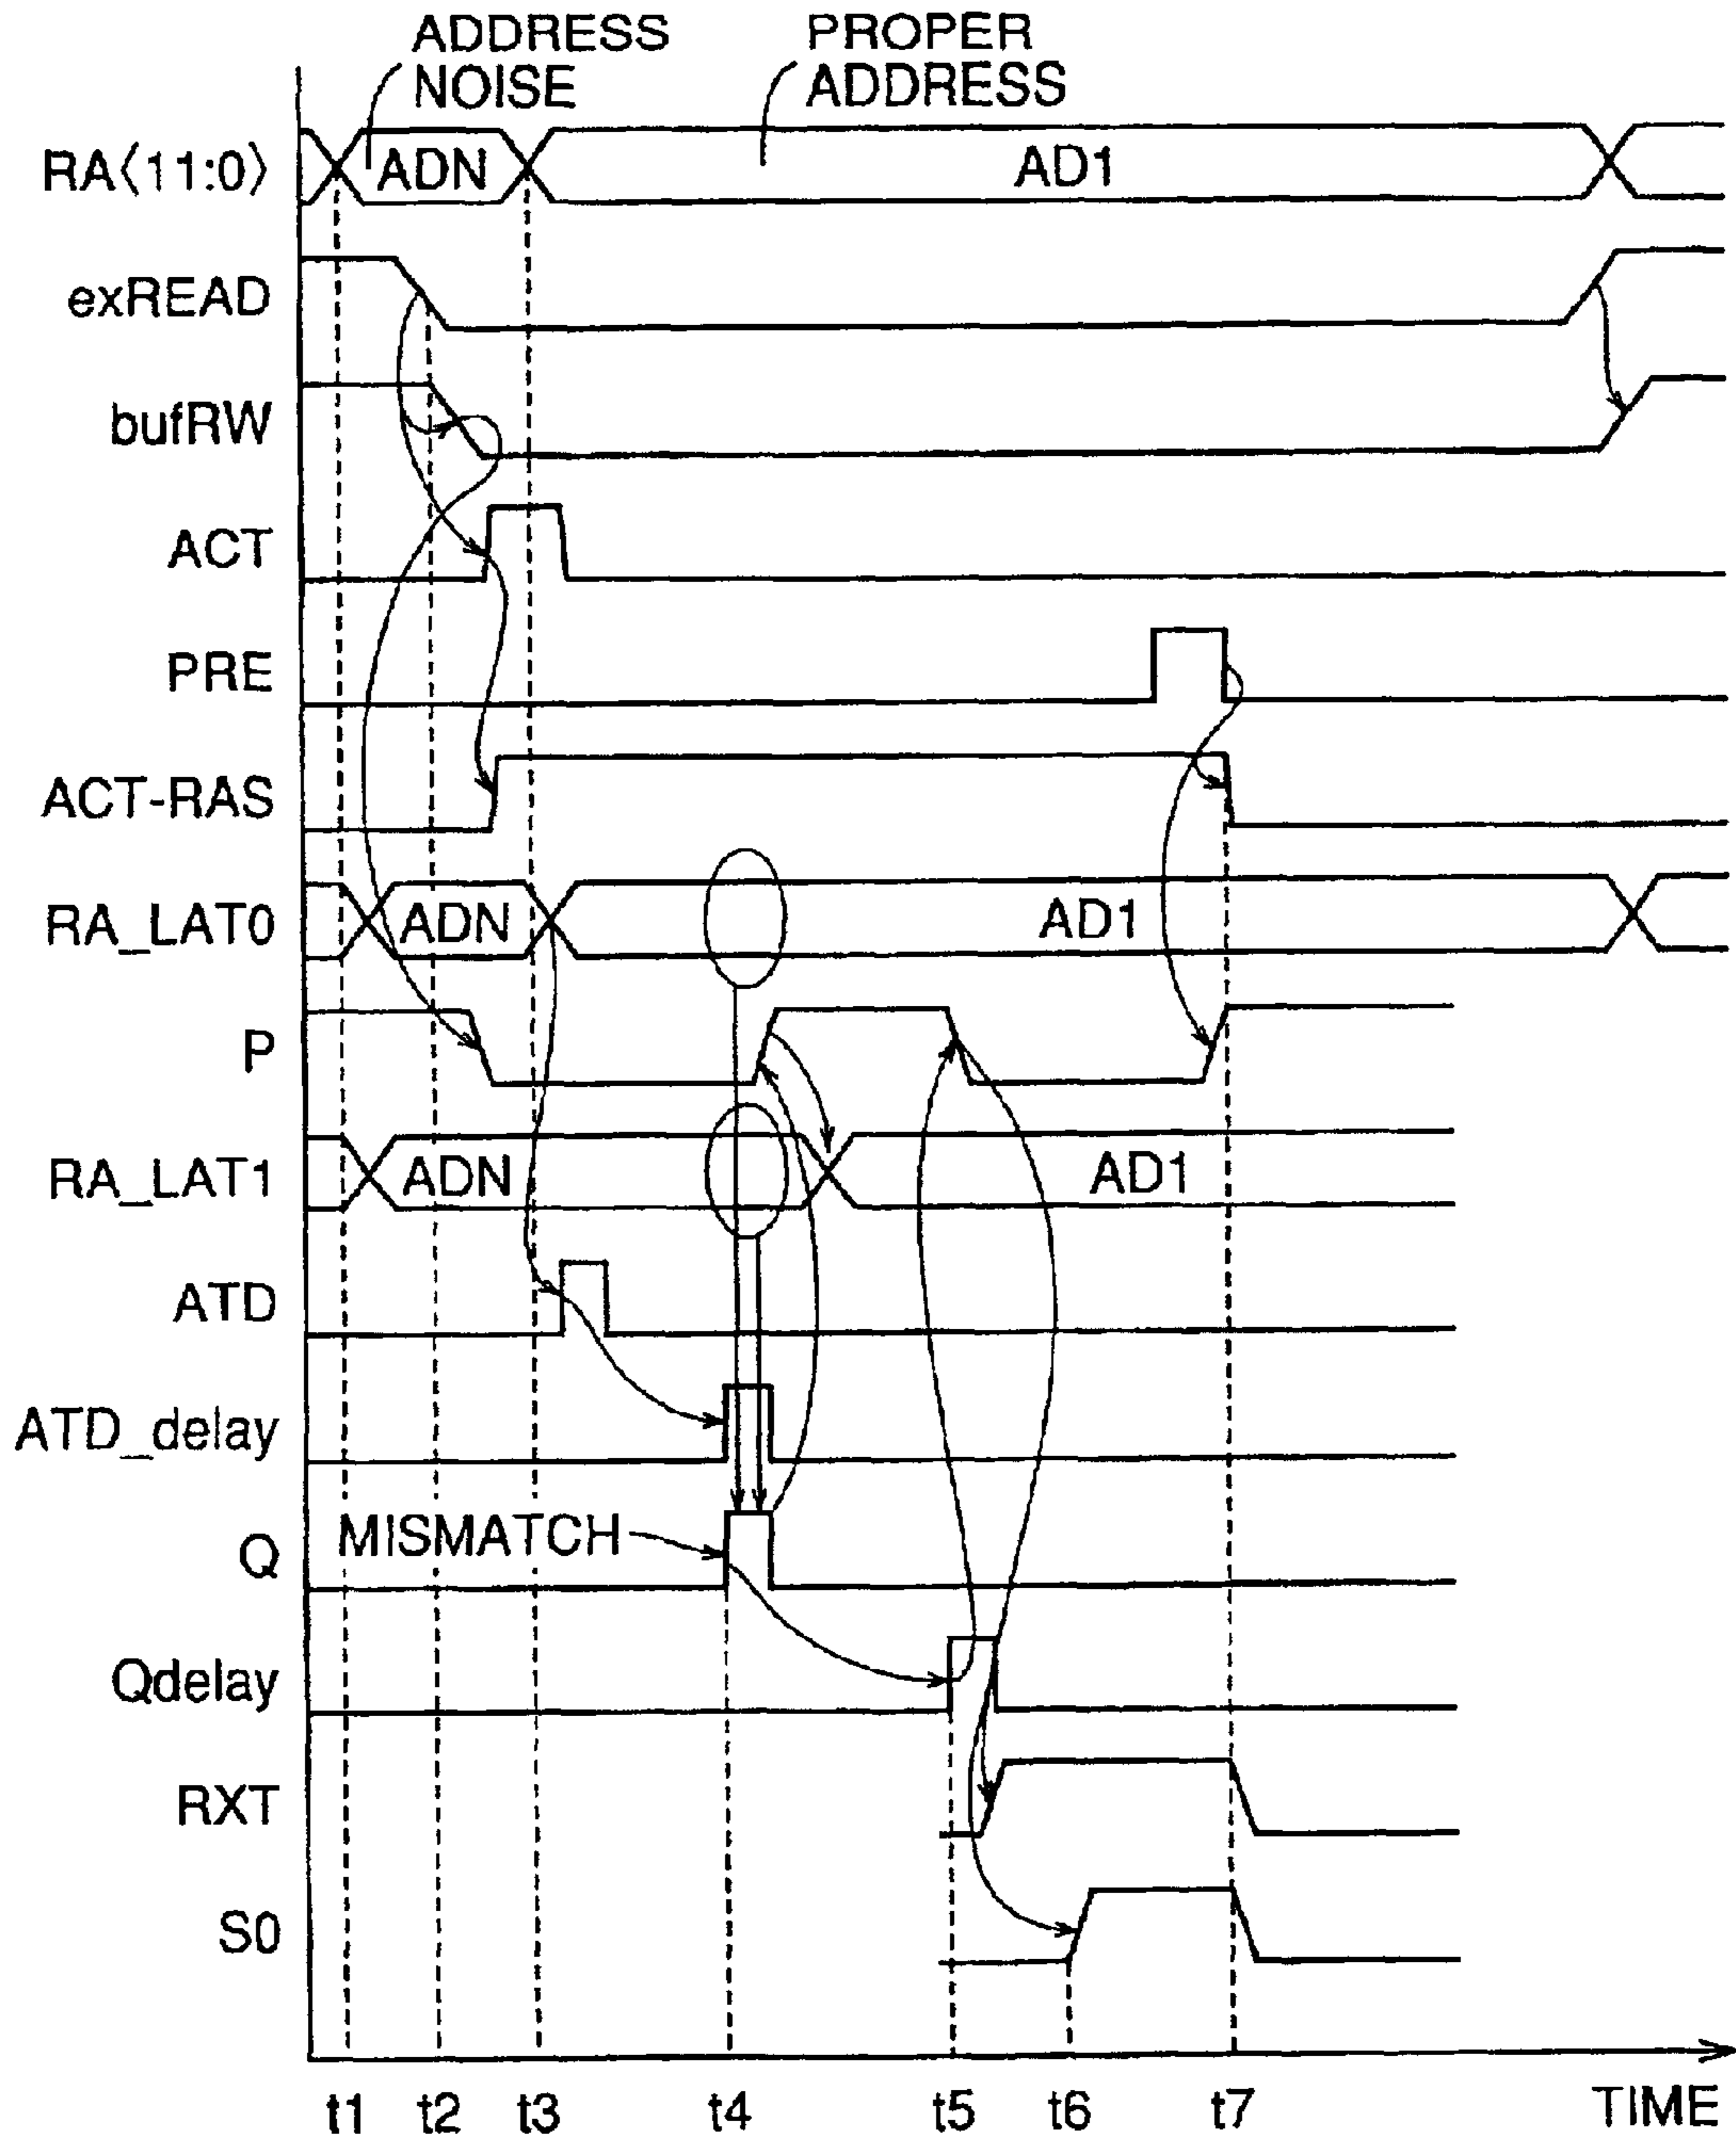 ADDRESS NOISE
PROPER ADDRESS
RA⟨11:0⟩ ADN AD1
exREAD
bufRW
ACT
PRE
ACT-RAS
RA_LAT0 ADN AD1
P
RA_LAT1 ADN AD1
ATD
ATD_delay
MISMATCH
Q
Qdelay
RXT
S0
t1 t2 t3 t4 t5 t6 t7 TIME